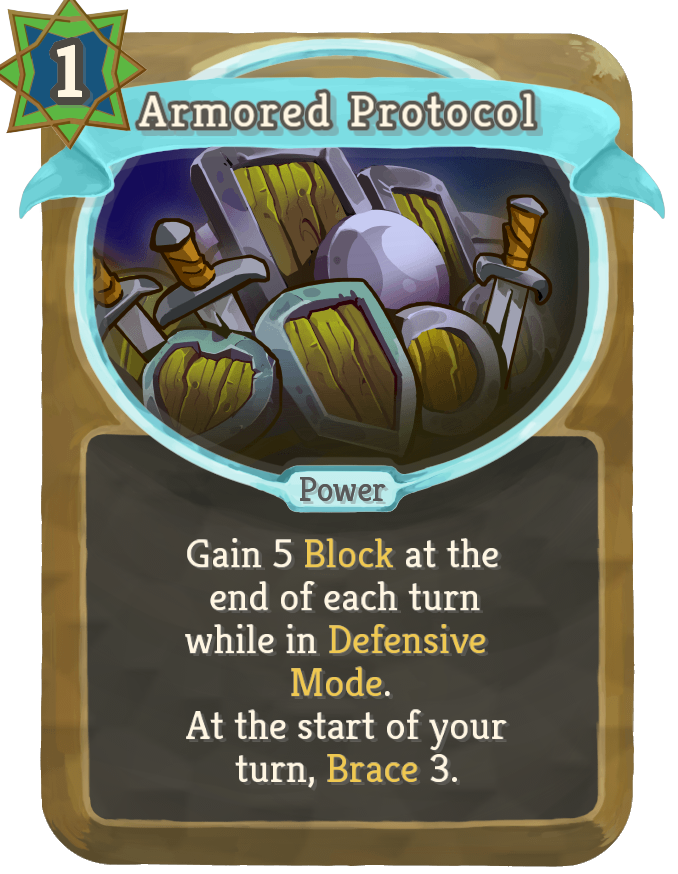 1
Armored Protocol
Power
Gain 5 Block at the
end of each turn
while in Defensive
Mode.
At the start of your
turn, Brace 3.